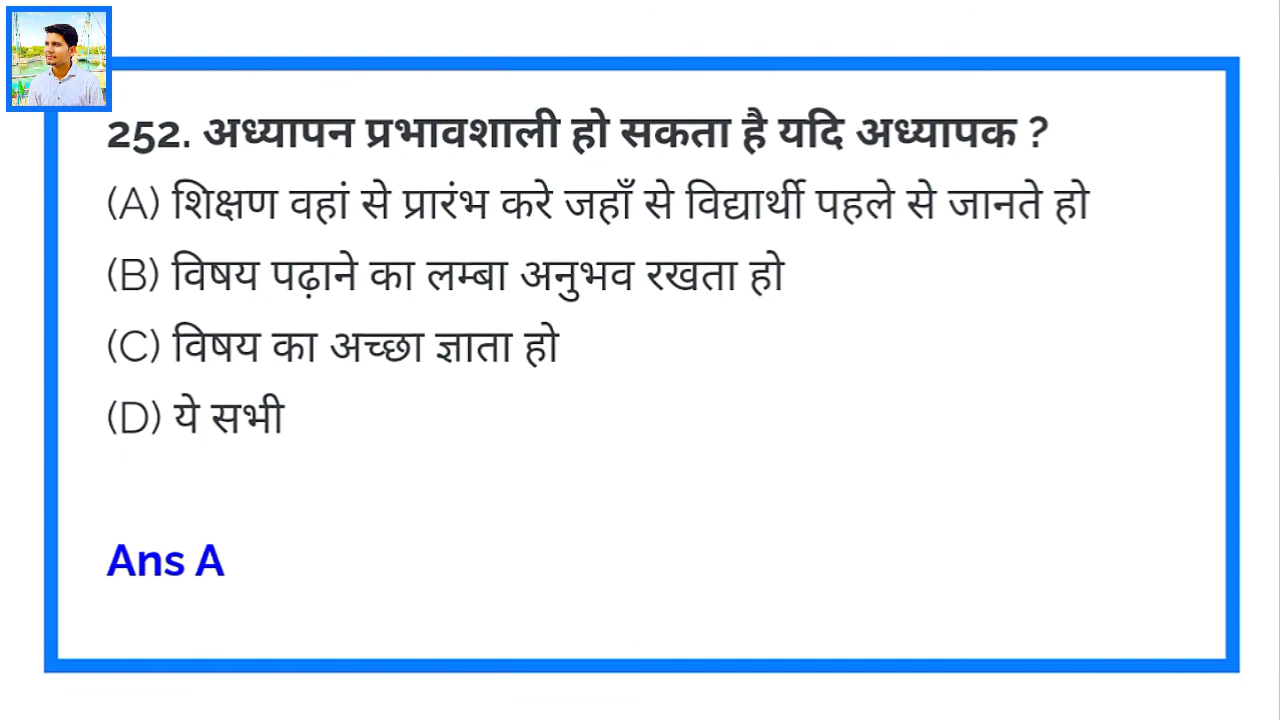 252. अध्यापन प्रभावशाली हो सकता है यदि अध्यापक ?
(A) शिक्षण वहां से प्रारंभ करे जहाँ से विद्यार्थी पहले से जानते हो
(B) विषय पढ़ाने का लम्बा अनुभव रखता हो
(C) विषय का अच्छा ज्ञाता हो
(D) ये सभी
Ans A